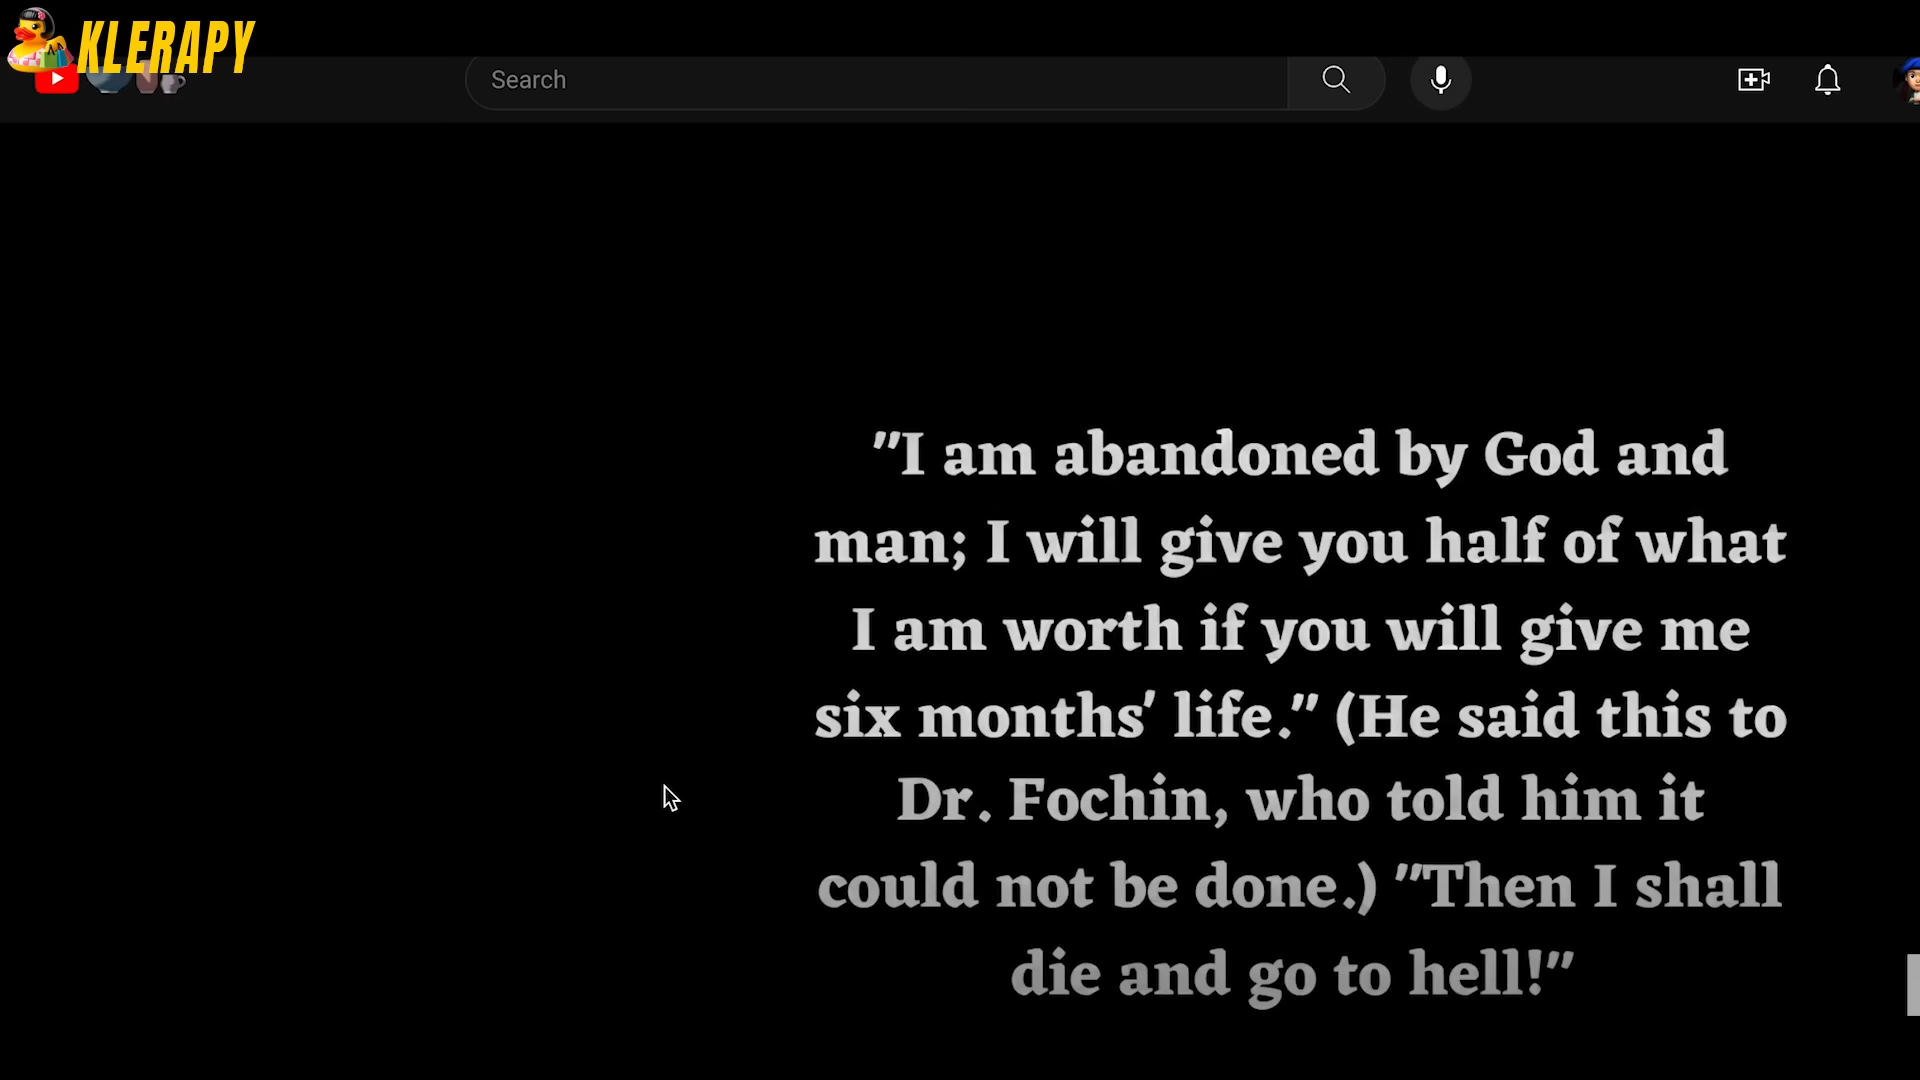 KLERAPY
Search
"I am abandoned by God and
man; I will give you half of what
I am worth if you will give me
six months' life." (He said this to
Dr. Fochin, who told him it
could not be done.) "Then I shall
die and go to hell!"